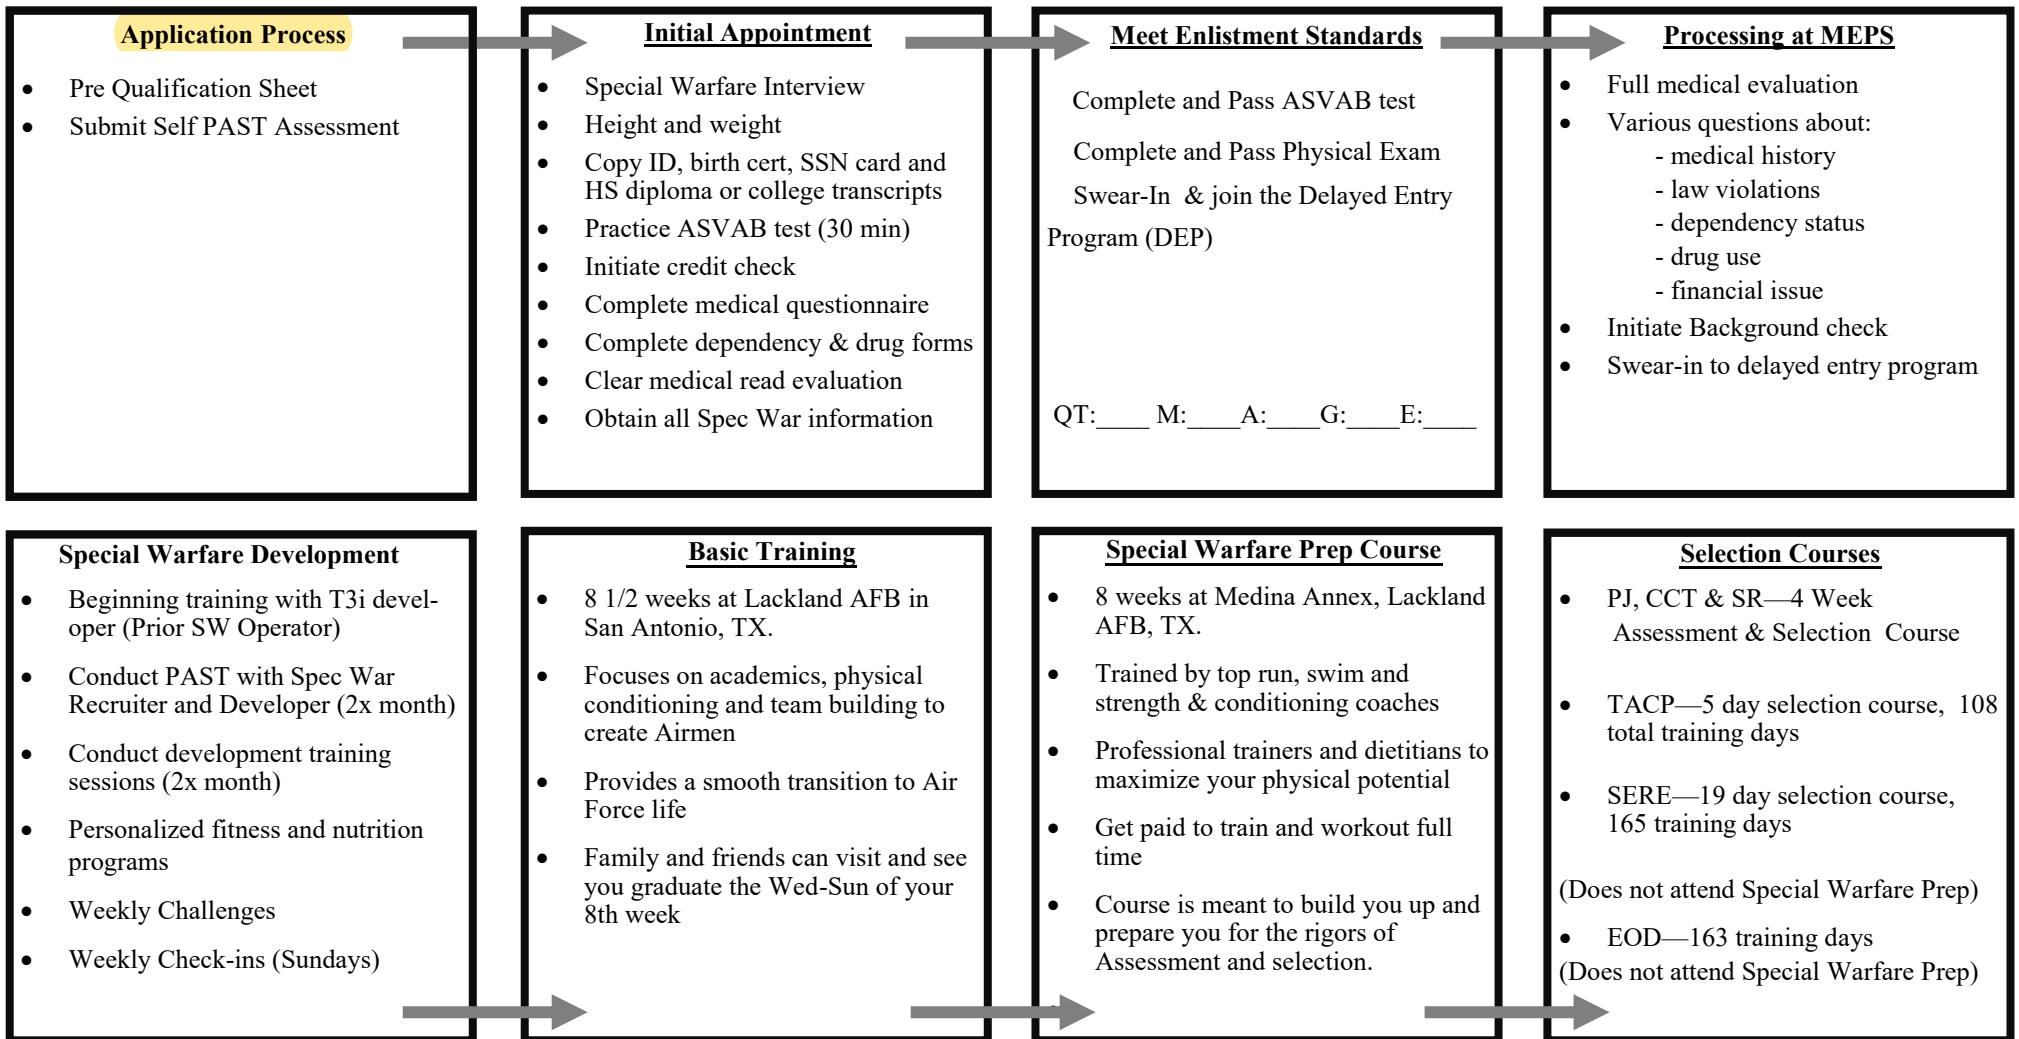 Application Process
• Pre Qualification Sheet
• Submit Self PAST Assessment
Initial Appointment
• Special Warfare Interview
• Height and weight
• Copy ID, birth cert, SSN card and
HS diploma or college transcripts
• Practice ASVAB test (30 min)
• Initiate credit check
• Complete medical questionnaire
• Complete dependency & drug forms
• Clear medical read evaluation
• Obtain all Spec War information
Meet Enlistment Standards
Complete and Pass ASVAB test
Complete and Pass Physical Exam
Swear-In & join the Delayed Entry
Program (DEP)
QT:____ M:____A:____G:____E:____
Processing at MEPS
• Full medical evaluation
• Various questions about:
- medical history
- law violations
- dependency status
- drug use
- financial issue
• Initiate Background check
• Swear-in to delayed entry program
Special Warfare Development
• Beginning training with T3i devel-
oper (Prior SW Operator)
• Conduct PAST with Spec War
Recruiter and Developer (2x month)
• Conduct development training
sessions (2x month)
• Personalized fitness and nutrition
programs
• Weekly Challenges
• Weekly Check-ins (Sundays)
Basic Training
• 8 1/2 weeks at Lackland AFB in
San Antonio, TX.
• Focuses on academics, physical
conditioning and team building to
create Airmen
• Provides a smooth transition to Air
Force life
• Family and friends can visit and see
you graduate the Wed-Sun of your
8th week
Special Warfare Prep Course
• 8 weeks at Medina Annex, Lackland
AFB, TX.
• Trained by top run, swim and
strength & conditioning coaches
• Professional trainers and dietitians to
maximize your physical potential
• Get paid to train and workout full
time
• Course is meant to build you up and
prepare you for the rigors of
Assessment and selection.
Selection Courses
• PJ, CCT & SR—4 Week
Assessment & Selection Course
• TACP—5 day selection course, 108
total training days
• SERE—19 day selection course,
165 training days
(Does not attend Special Warfare Prep)
• EOD—163 training days
(Does not attend Special Warfare Prep)